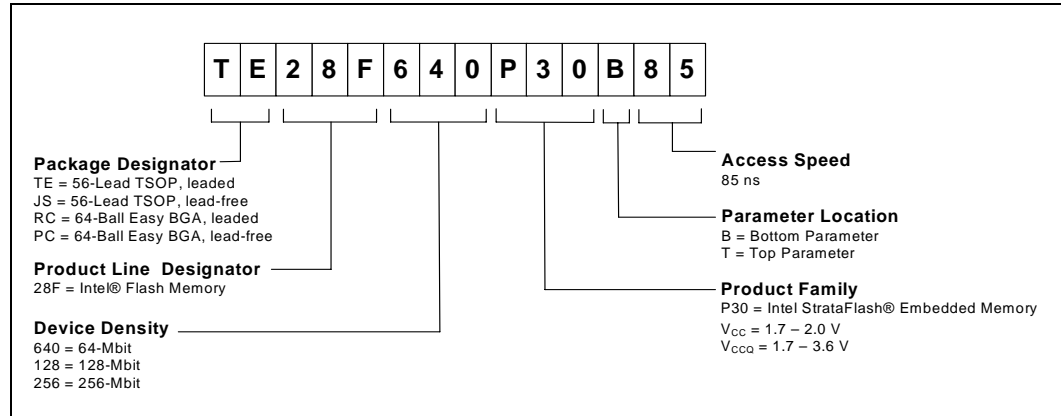 T E 2 8 F 6 4 0 P 3 0 B 8 5
Package Designator
TE = 56-Lead TSOP, leaded
JS = 56-Lead TSOP, lead-free
RC = 64-Ball Easy BGA, leaded
PC = 64-Ball Easy BGA, lead-free
Product Line Designator
28F = Intel® Flash Memory
Device Density
640 = 64-Mbit
128 = 128-Mbit
256 = 256-Mbit
Access Speed
85 ns
Parameter Location
B = Bottom Parameter
T = Top Parameter
Product Family
P30 = Intel StrataFlash® Embedded Memory
VCC = 1.7 – 2.0 V
VCCQ = 1.7 – 3.6 V